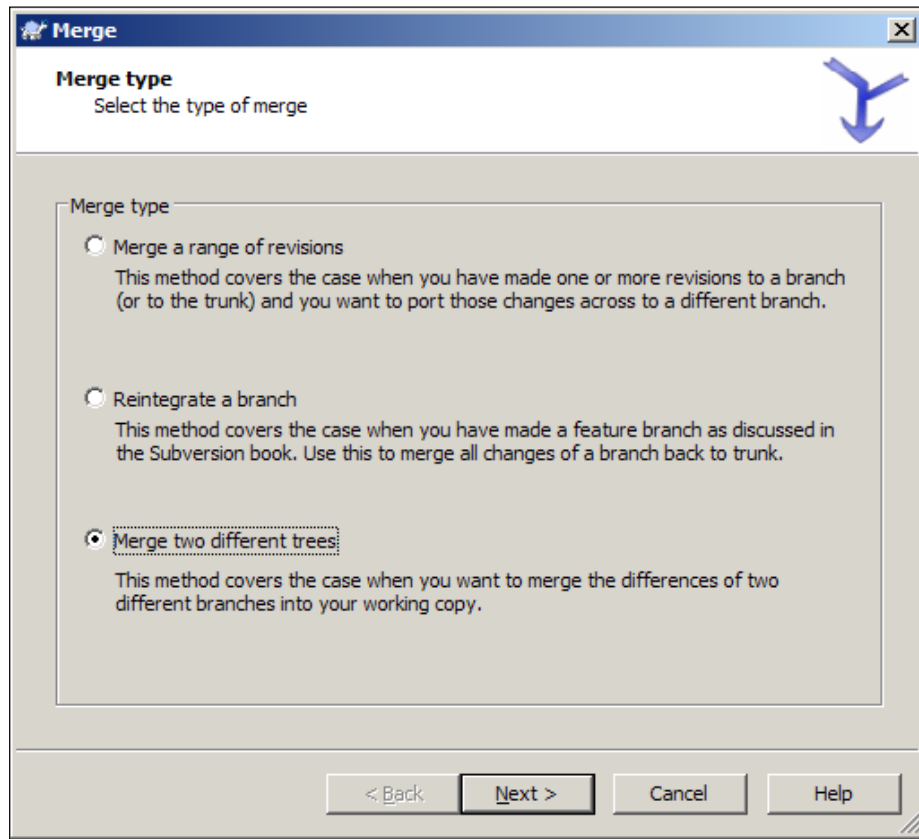 Merge
Merge type
Select the type of merge
Merge type
Merge a range of revisions
This method covers the case when you have made one or more revisions to a branch
(or to the trunk) and you want to port those changes across to a different branch.
Reintegrate a branch
This method covers the case when you have made a feature branch as discussed in
the Subversion book. Use this to merge all changes of a branch back to trunk.
Merge two different trees
This method covers the case when you want to merge the differences of two
different branches into your working copy.
< Back Next > Cancel Help